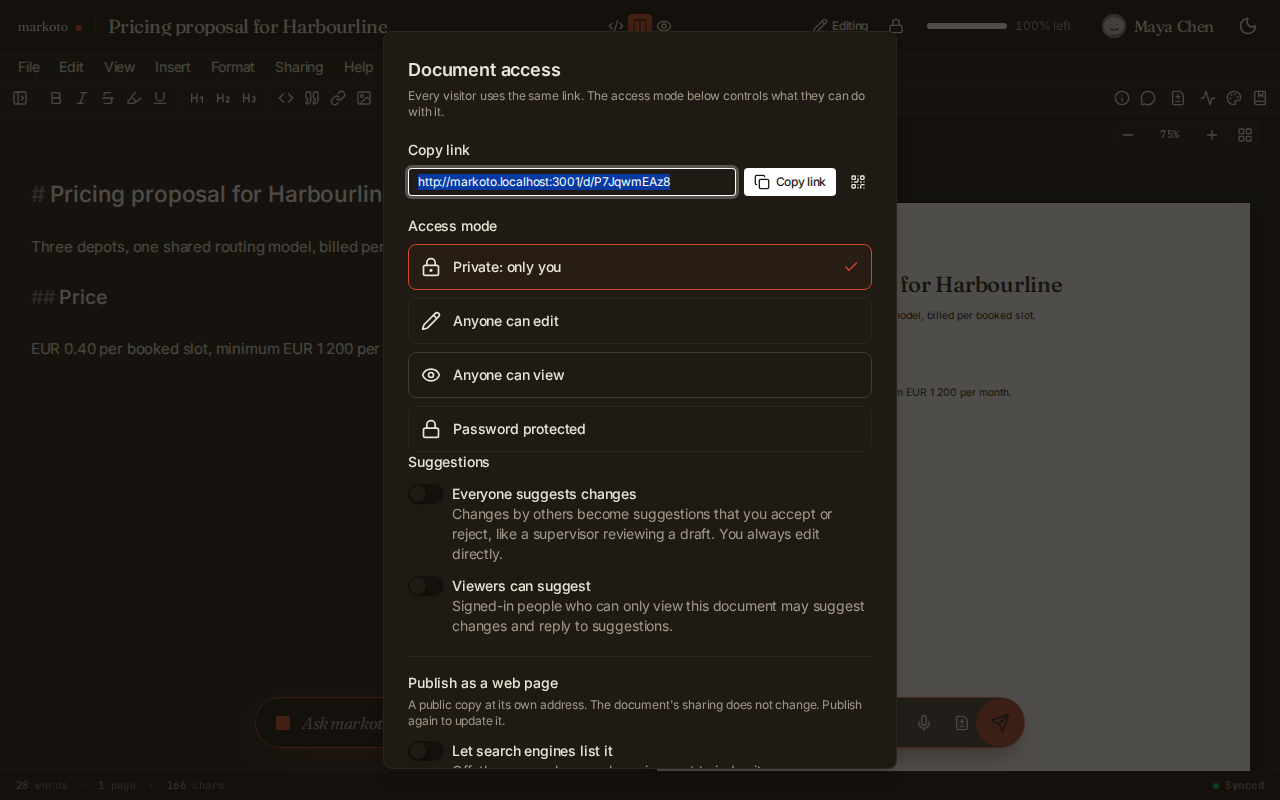 markoto
Pricing proposal for Harbourline
Editing
100% left
Maya Chen
File Edit View Insert Format Sharing Help
H1 H2 H3
75%
# Pricing proposal for Harbourlin
Three depots, one shared routing model, billed per
## Price
EUR 0.40 per booked slot, minimum EUR 1 200 per
Document access
Every visitor uses the same link. The access mode below controls what they can do
with it.
Copy link
http://markoto.localhost:3001/d/P7JqwmEAz8
Copy link
Access mode
Private: only you
Anyone can edit
Anyone can view
Password protected
Suggestions
Everyone suggests changes
Changes by others become suggestions that you accept or
reject, like a supervisor reviewing a draft. You always edit
directly.
Viewers can suggest
Signed-in people who can only view this document may suggest
changes and reply to suggestions.
Publish as a web page
A public copy at its own address. The document's sharing does not change. Publish
again to update it.
Let search engines list it
for Harbourline
model, billed per booked slot.
EUR 1 200 per month.
Ask markot
28 words · 1 page · 166 chars
Synced